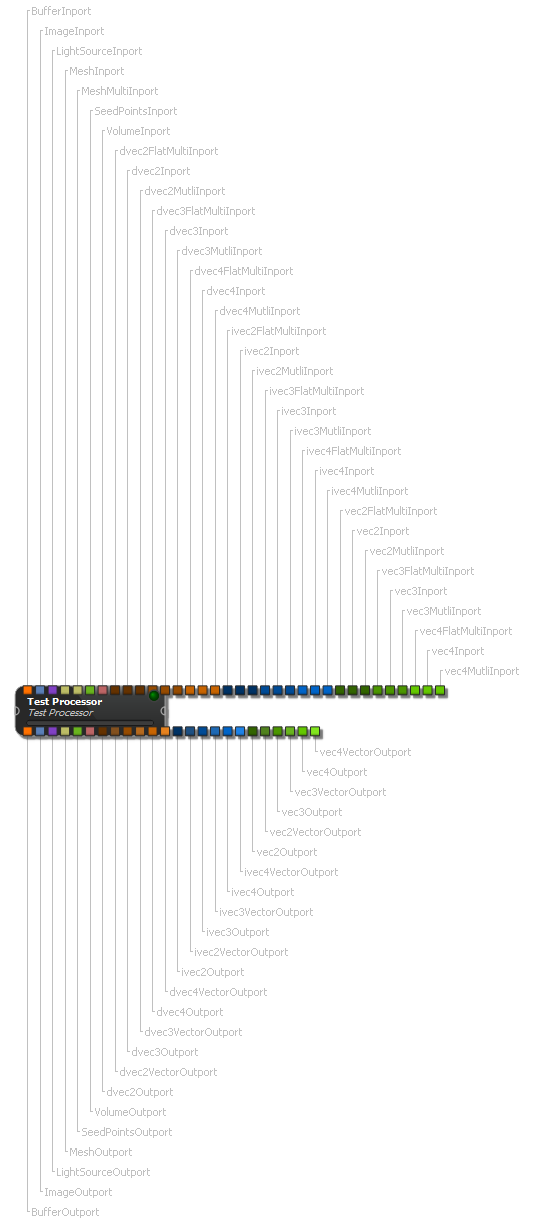 BufferInport
ImageInport
LightSourceInport
MeshInport
MeshMultiInport
SeedPointsInport
VolumeInport
dvec2FlatMultiInport
dvec2Inport
dvec2MutliInport
dvec3FlatMultiInport
dvec3Inport
dvec3MutliInport
dvec4FlatMultiInport
dvec4Inport
dvec4MutliInport
ivec2FlatMultiInport
ivec2Inport
ivec2MutliInport
ivec3FlatMultiInport
ivec3Inport
ivec3MutliInport
ivec4FlatMultiInport
ivec4Inport
ivec4MutliInport
vec2FlatMultiInport
vec2Inport
vec2MutliInport
vec3FlatMultiInport
vec3Inport
vec3MutliInport
vec4FlatMultiInport
vec4Inport
vec4MutliInport
Test Processor
Test Processor
vec4VectorOutport
vec4Outport
vec3VectorOutport
vec3Outport
vec2VectorOutport
vec2Outport
ivec4VectorOutport
ivec4Outport
ivec3VectorOutport
ivec3Outport
ivec2VectorOutport
ivec2Outport
dvec4VectorOutport
dvec4Outport
dvec3VectorOutport
dvec3Outport
dvec2VectorOutport
dvec2Outport
VolumeOutport
SeedPointsOutport
MeshOutport
LightSourceOutport
ImageOutport
BufferOutport